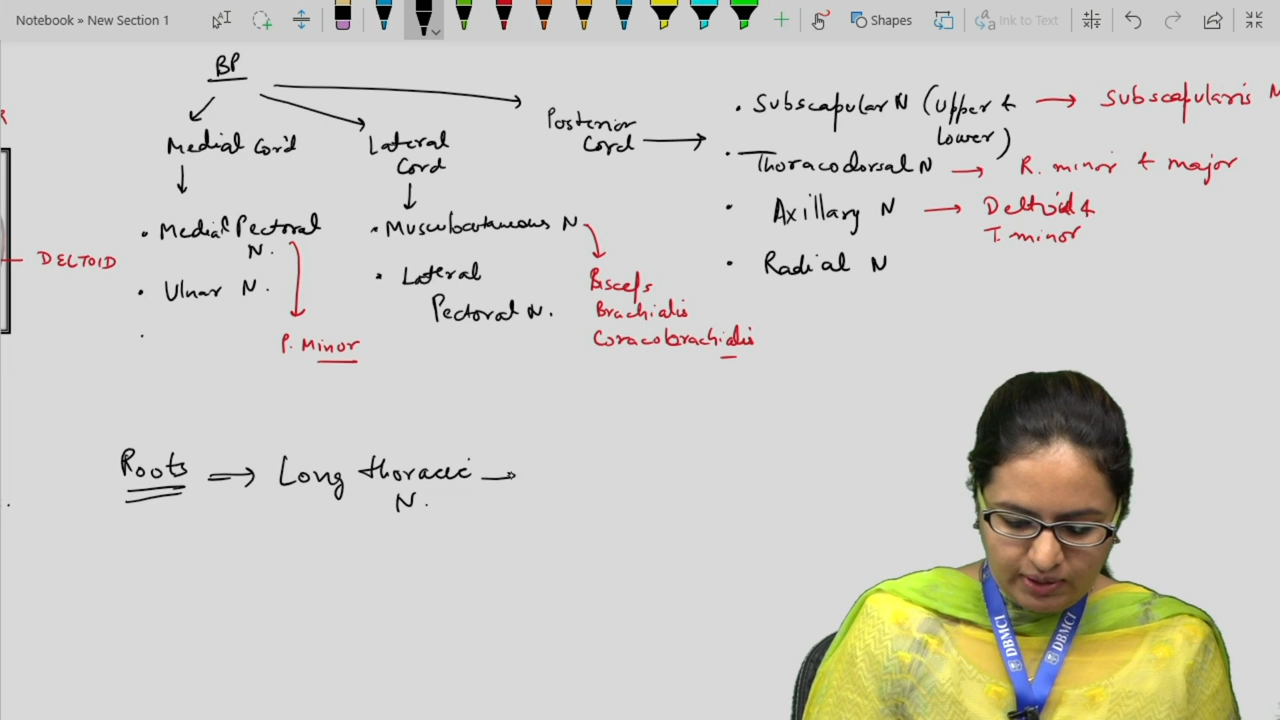 Notebook » New Section 1
Shapes
Ink to Text
BP
Medial Cord
Lateral
Cord
Posterior
Cord
• Medial Pectoral
N.
• Ulnar N.
P. Minor
• Musculocutaneous N
• Lateral
Pectoral N.
Biceps
Brachialis
Coracobrachialis
• Subscapular N (Upper &
Lower)
Subscapularis
• Thoracodorsal N
R. minor & major
• Axillary N
Deltoid &
T. minor
• Radial N
DELTOID
Roots ⇒ Long thoracic →
N.
DBMCI
DBMCI